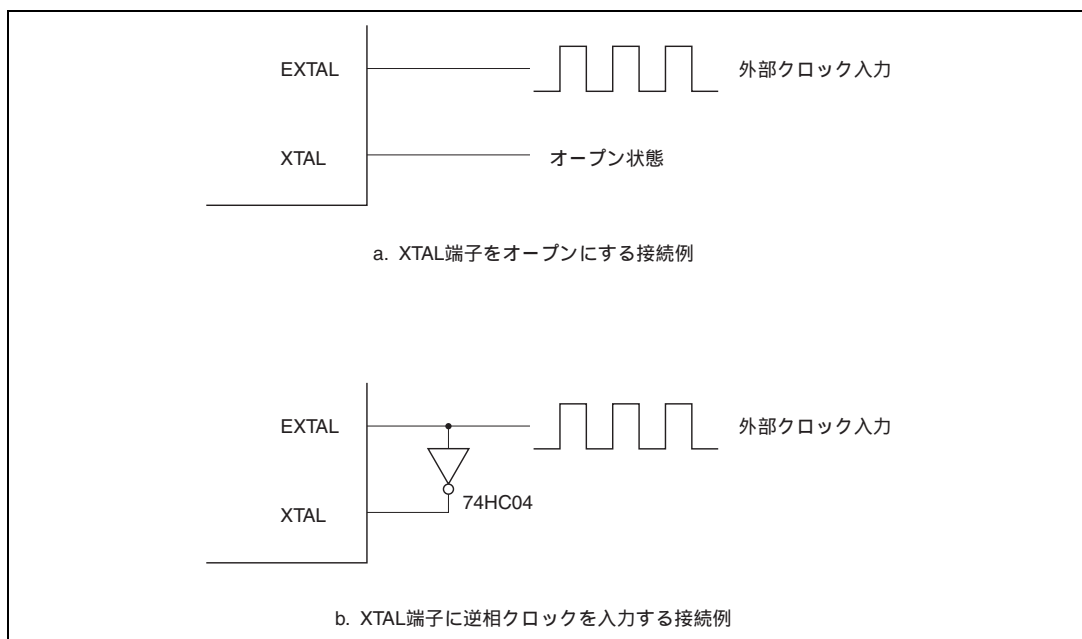 EXTAL
外部クロック入力
XTAL
オープン状態
a. XTAL端子をオープンにする接続例
EXTAL
外部クロック入力
74HC04
XTAL
b. XTAL端子に逆相クロックを入力する接続例